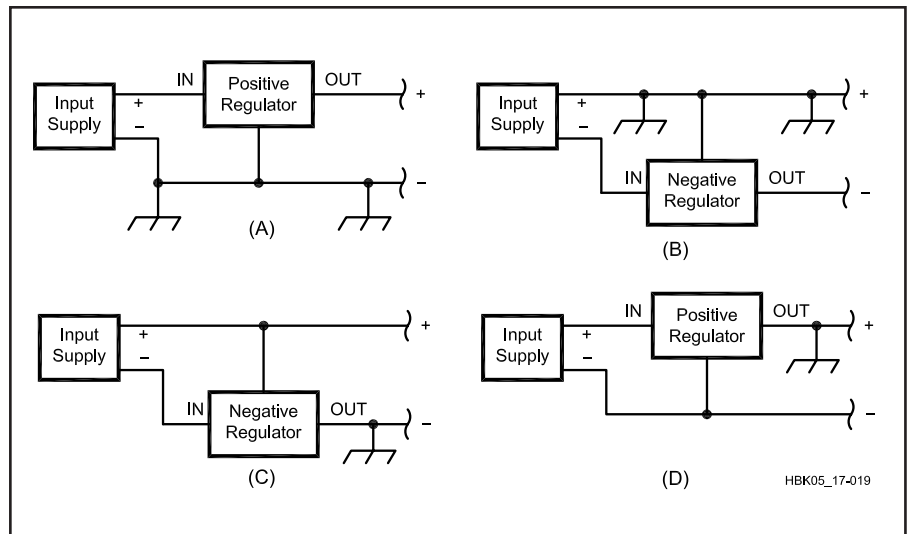 Input
Supply
+
−
IN
Positive
Regulator
OUT
+
−
(A)
Input
Supply
+
−
IN
Negative
Regulator
OUT
+
−
(B)
Input
Supply
+
−
IN
Negative
Regulator
OUT
+
−
(C)
Input
Supply
+
−
IN
Positive
Regulator
OUT
+
−
(D)
HBK05_17-019